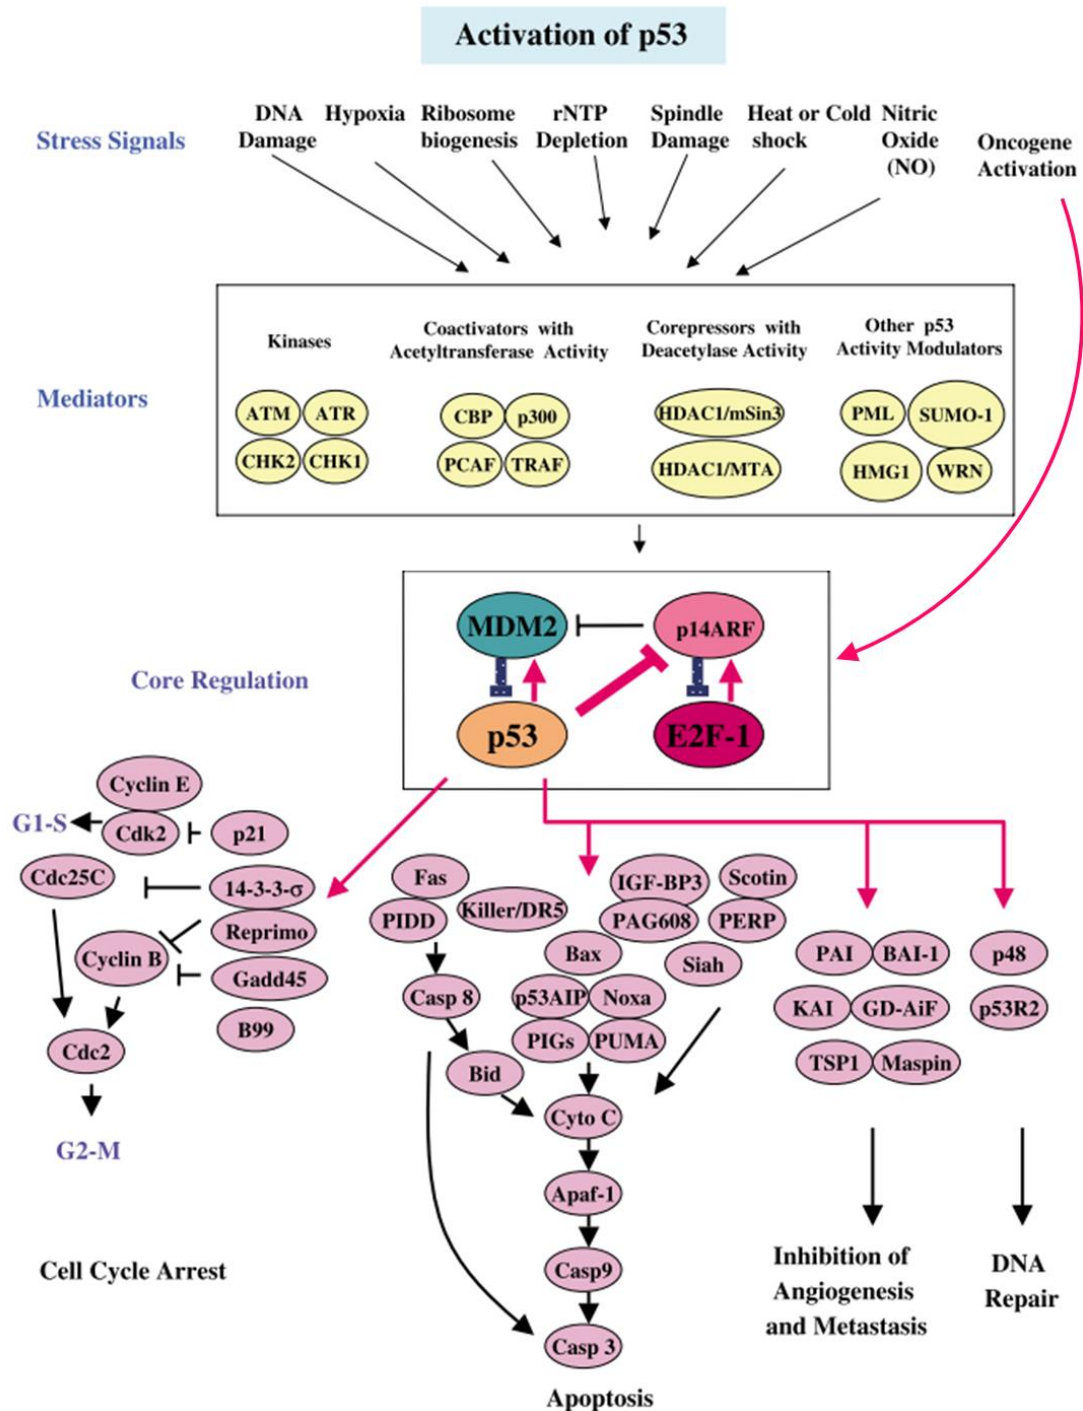 Activation of p53
Stress Signals
DNA
Damage
Hypoxia
Ribosome
biogenesis
rNTP
Depletion
Spindle
Damage
Heat or Cold
shock
Nitric
Oxide
(NO)
Oncogene
Activation
Mediators
Kinases
ATM
ATR
CHK2
CHK1
Coactivators with
Acetyltransferase Activity
CBP
p300
PCAF
TRAF
Corepressors with
Deacetylase Activity
HDAC1/mSin3
HDAC1/MTA
Other p53
Activity Modulators
PML
SUMO-1
HMG1
WRN
Core Regulation
MDM2
p14ARF
p53
E2F-1
Cyclin E
G1-S
Cdk2
p21
Cdc25C
14-3-3-σ
Reprimo
Cyclin B
Gadd45
B99
Cdc2
G2-M
Cell Cycle Arrest
Fas
PIDD
Killer/DR5
Casp 8
Bid
IGF-BP3
PAG608
Scotin
PERP
Bax
Siah
p53AIP
Noxa
PIGs
PUMA
Cyto C
Apaf-1
Casp9
Casp 3
Apoptosis
PAI
BAI-1
KAI
GD-AiF
TSP1
Maspin
Inhibition of
Angiogenesis
and Metastasis
p48
p53R2
DNA
Repair